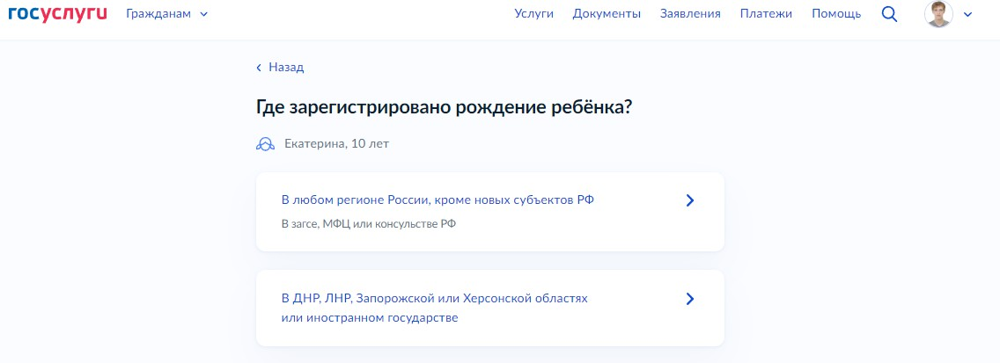 госуслуги Гражданам Услуги Документы Заявления Платежи Помощь
Назад
Где зарегистрировано рождение ребёнка?
Екатерина, 10 лет
В любом регионе России, кроме новых субъектов РФ
В загсе, МФЦ или консульстве РФ
В ДНР, ЛНР, Запорожской или Херсонской областях
или иностранном государстве